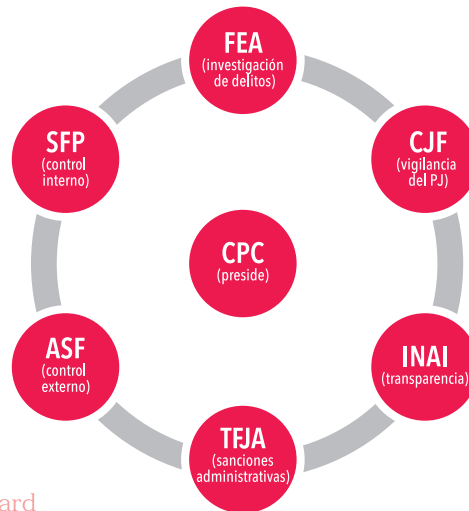 FEA
(investigación
de delitos)
SFP
(control
interno)
CJF
(vigilancia
del PJ)
CPC
(preside)
ASF
(control
externo)
INAI
(transparencia)
TFJA
(sanciones
administrativas)
ard